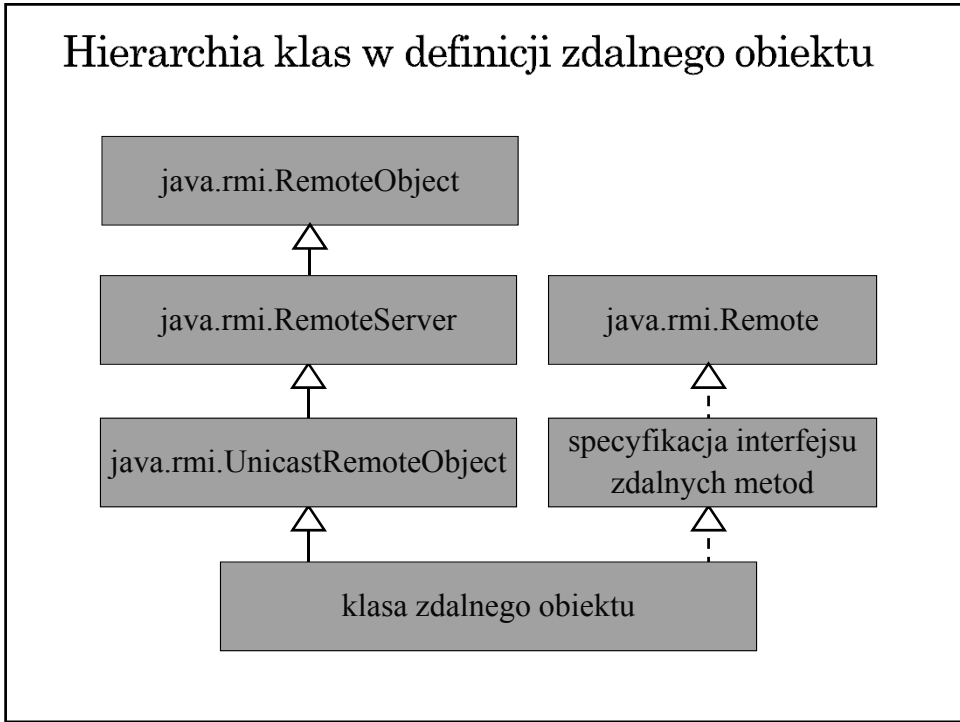 Hierarchia klas w definicji zdalnego obiektu
java.rmi.RemoteObject
java.rmi.RemoteServer
java.rmi.Remote
java.rmi.UnicastRemoteObject
specyfikacja interfejsu
zdalnych metod
klasa zdalnego obiektu